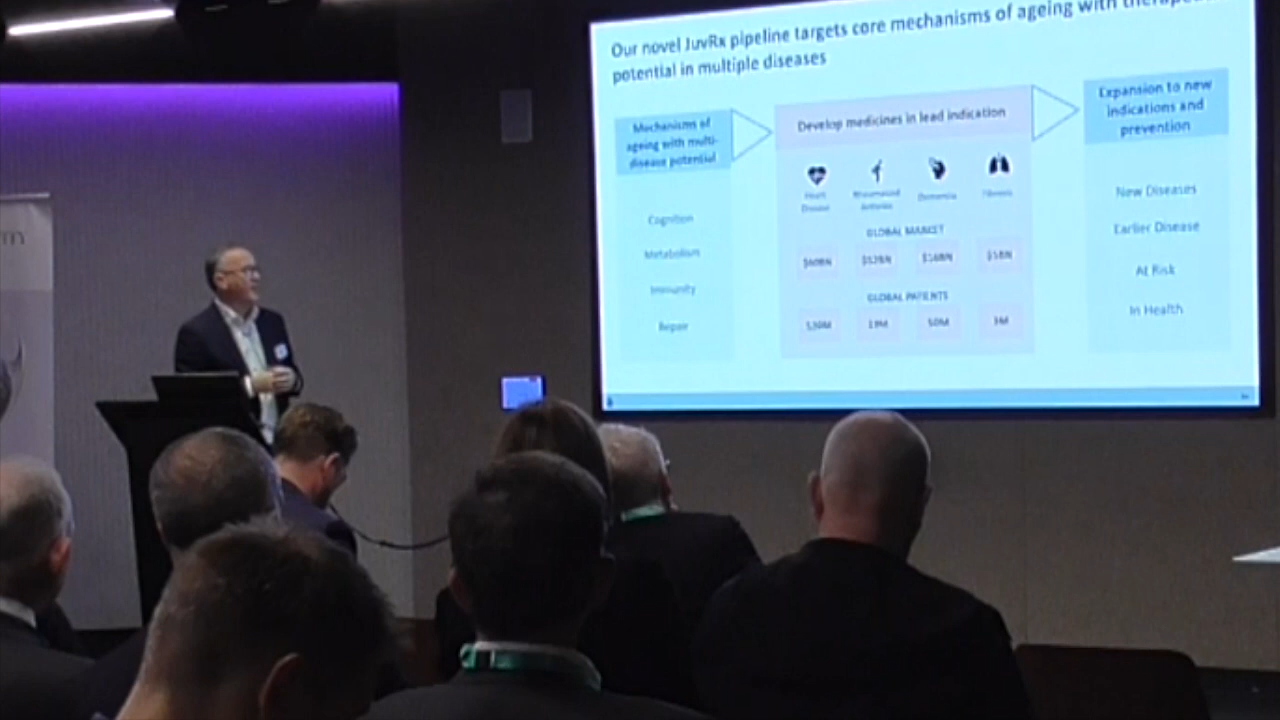 Our novel JuvRx pipeline targets core mechanisms of ageing with
potential in multiple diseases
Mechanisms of
ageing with multi-
disease potential
Cognition
Metabolism
Immunity
Repair
Develop medicines in lead indication
Heart
Disease
Rheumatoid
Arthritis
Dementia
Fibrosis
GLOBAL MARKET
GLOBAL PATIENTS
50M
Expansion to new
indications and
prevention
New Diseases
Earlier Disease
At Risk
In Health